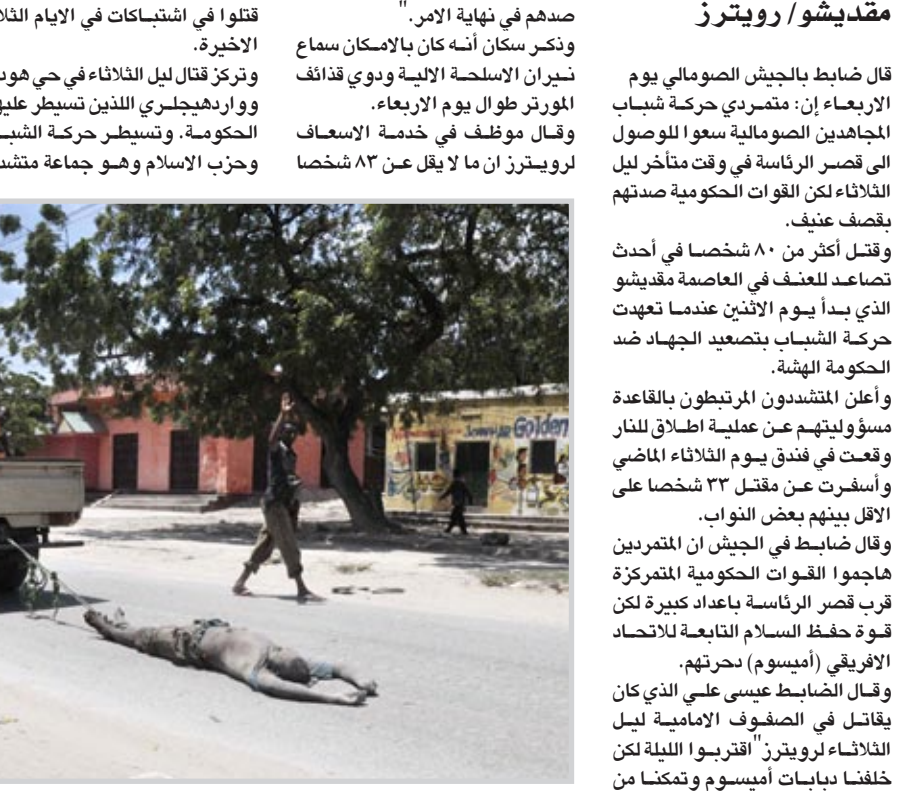 مقديشو/ رويترز
قال ضابط بالجيش الصومالي يوم
الاربعاء إن: متمردي حركة شباب
المجاهدين الصومالية سعوا للوصول
الى قصر الرئاسة في وقت متأخر ليل
الثلاثاء لكن القوات الحكومية صدتهم
بقصف عنيف.
وقتل أكثر من ٨٠ شخصا في أحدث
تصاعد للعنف في العاصمة مقديشو
الذي بدأ يوم الاثنين عندما تعهدت
حركة الشباب بتصعيد الجهاد ضد
الحكومة الهشة.
وأعلن المتشددون المرتبطون بالقاعدة
مسؤوليتهم عن عملية اطلاق للنار
وقعت في فندق يوم الثلاثاء الماضي
وأسفرت عن مقتل ٣٣ شخصا على
الاقل بينهم بعض النواب.
وقال ضابط في الجيش ان المتمردين
هاجموا القوات الحكومية المتمركزة
قرب قصر الرئاسة باعداد كبيرة لكن
قوة حفظ السلام التابعة للاتحاد
الافريقي (أميسوم) دحرتهم.
وقال الضابط عيسى علي الذي كان
يقاتل في الصفوف الامامية ليل
الثلاثاء لرويترز"اقتربوا الليلة لكن
خلفنا دبابات أميسوم وتمكنا من
صدهم في نهاية الامر."
وذكر سكان أنه كان بالامكان سماع
نيران الاسلحة الالية ودوي قذائف
المورتر طوال يوم الاربعاء.
وقال موظف في خدمة الاسعاف
لرويترز ان ما لا يقل عن ٨٣ شخصا
قتلوا في اشتباكات في الايام
الاخيرة.
وتركز قتال ليل الثلاثاء في حي
وواردهيجلري اللذين تسيطر
الحكومة. وتسيطر حركة
وحزب الاسلام وهو جماعة
Golden